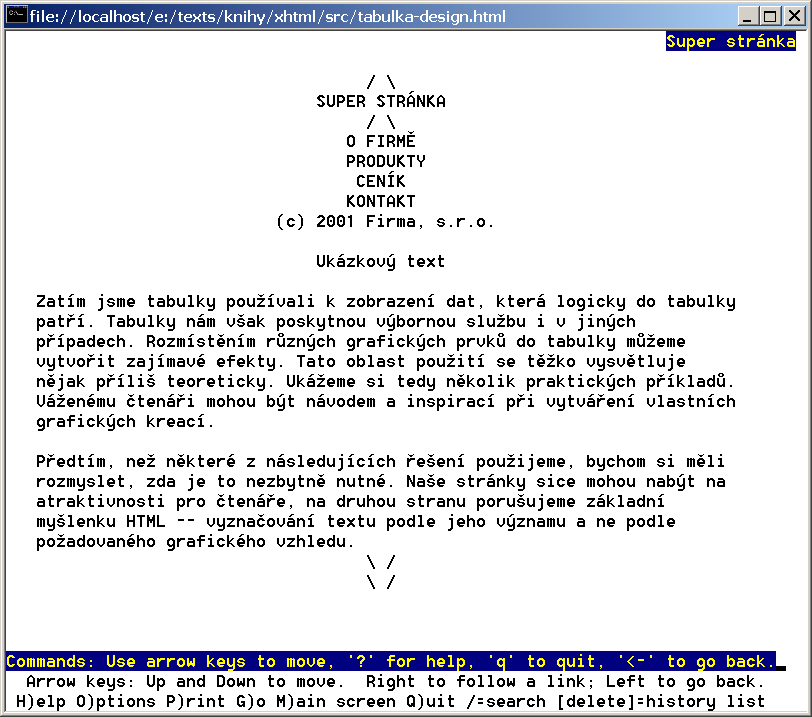 file://localhost/e:/texts/knihy/xhtml/src/tabulka-design.html
Super stránka
/ \
SUPER STRÁNKA
/ \
O FIRMĚ
PRODUKTY
CENÍK
KONTAKT
(c) 2001 Firma, s.r.o.
Ukázkový text
Zatím jsme tabulky používali k zobrazení dat, která logicky do tabulky
patří. Tabulky nám však poskytnou výbornou službu i v jiných
případech. Rozmístěním různých grafických prvků do tabulky můžeme
vytvořit zajímavé efekty. Tato oblast použití se těžko vysvětluje
nějak příliš teoreticky. Ukážeme si tedy několik praktických příkladů.
Váženému čtenáři mohou být návodem a inspirací při vytváření vlastních
grafických kreací.
Předtím, než některé z následujících řešení použijeme, bychom si měli
rozmyslet, zda je to nezbytně nutné. Naše stránky sice mohou nabýt na
atraktivnosti pro čtenáře, na druhou stranu porušujeme základní
myšlenku HTML -- vyznačování textu podle jeho významu a ne podle
požadovaného grafického vzhledu.
\ /
\ /
Commands: Use arrow keys to move, '?' for help, 'q' to quit, '<-' to go back.
Arrow keys: Up and Down to move. Right to follow a link; Left to go back.
H)elp O)ptions P)rint G)o M)ain screen Q)uit /=search [delete]=history list